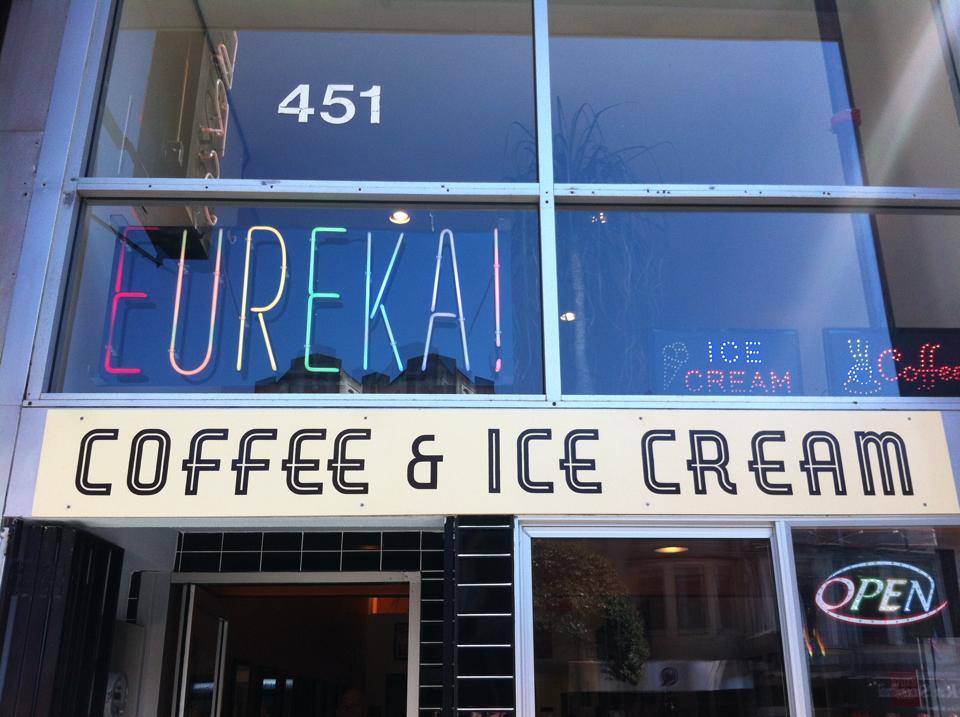 451
EUREKA!
ICE
CREAM
Coffee
COFFEE & ICE CREAM
OPEN